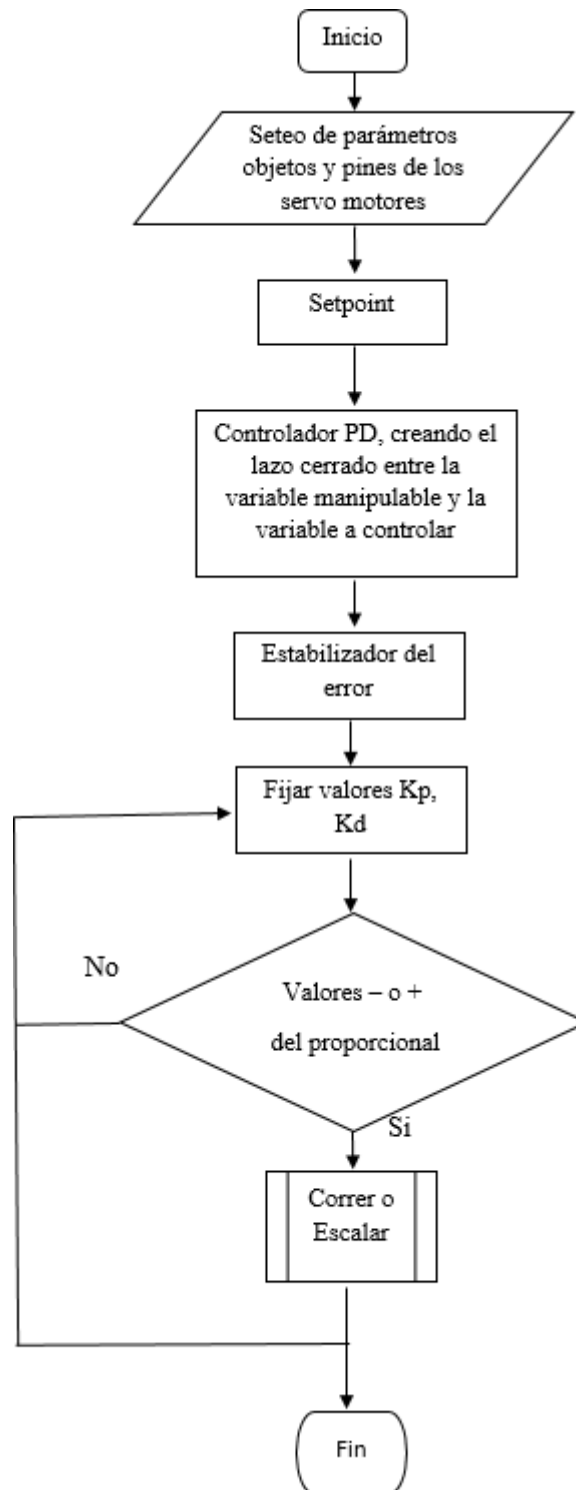 Inicio
Seteo de parámetros
objetos y pines de los
servo motores
Setpoint
Controlador PD, creando el
lazo cerrado entre la
variable manipulable y la
variable a controlar
Estabilizador del
error
Fijar valores Kp,
Kd
No
Valores – o +
del proporcional
Si
Correr o
Escalar
Fin